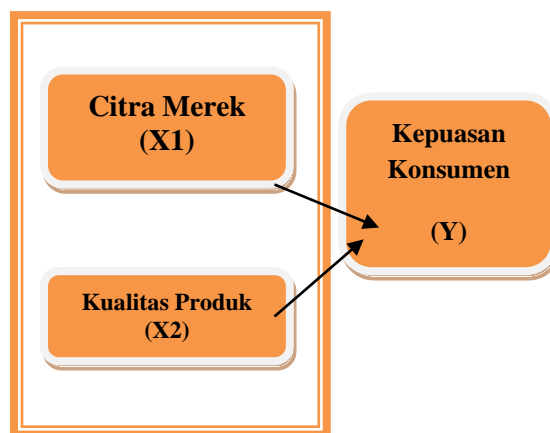 Citra Merek
(X1)
Kepuasan
Konsumen
(Y)
Kualitas Produk
(X2)